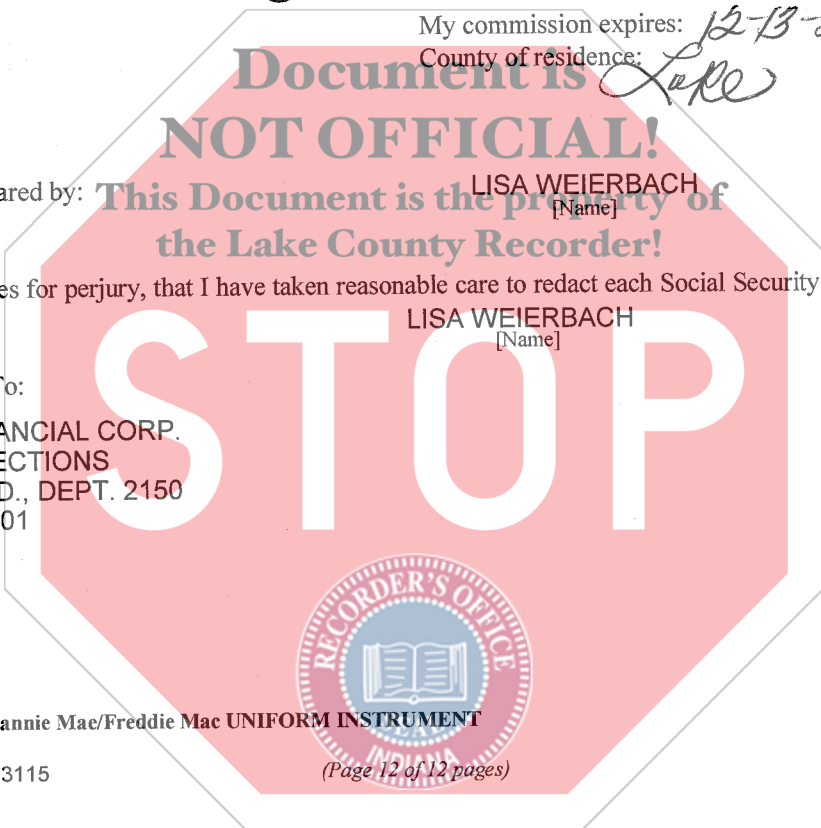 My commission expires: 12-13-
County of residence: Lake
Document is
NOT OFFICIAL!
ared by: LISA WEIERBACH
This Document is the property of
[Name]
the Lake County Recorder!
es for perjury, that I have taken reasonable care to redact each Social Security
LISA WEIERBACH
[Name]
STOP
To:
ANCIAL CORP.
ECTIONS
D., DEPT. 2150
01
RECORDER'S OFFICE
SEAL
INDIANA
annie Mae/Freddie Mac UNIFORM INSTRUMENT
3115
(Page 12 of 12 pages)